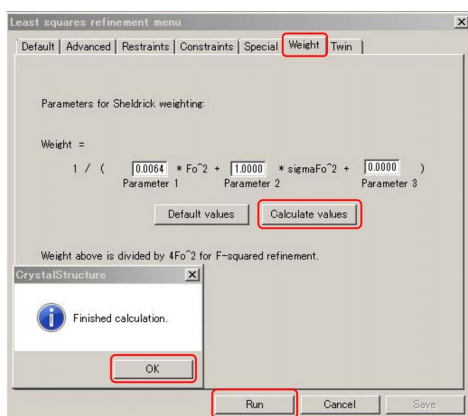 Least squares refinement menu
Default Advanced Restraints Constraints Special Weight Twin
Parameters for Sheldrick weighting:
Weight =
1 / ( 0.0064 * Fo^2 + 1.0000 * sigmaFo^2 + 0.0000 )
Parameter 1 Parameter 2 Parameter 3
Default values Calculate values
Weight above is divided by 4Fo^2 for F-squared refinement.
CrystalStructure
Finished calculation.
OK
Run Cancel Save